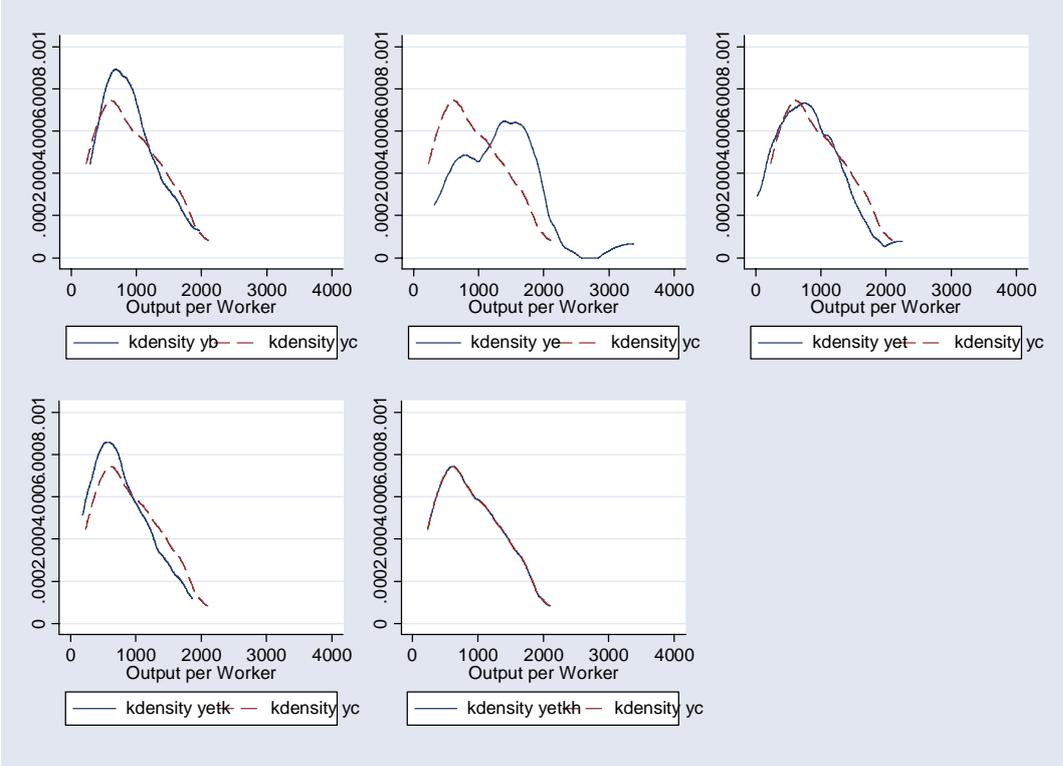 0 .0002.0004.0006.0008.001
0 1000 2000 3000 4000
Output per Worker
kdensity yb kdensity yc
0 .0002.0004.0006.0008.001
0 1000 2000 3000 4000
Output per Worker
kdensity ye kdensity yc
0 .0002.0004.0006.0008.001
0 1000 2000 3000 4000
Output per Worker
kdensity yet kdensity yc
0 .0002.0004.0006.0008.001
0 1000 2000 3000 4000
Output per Worker
kdensity yetk kdensity yc
0 .0002.0004.0006.0008.001
0 1000 2000 3000 4000
Output per Worker
kdensity yetkh kdensity yc